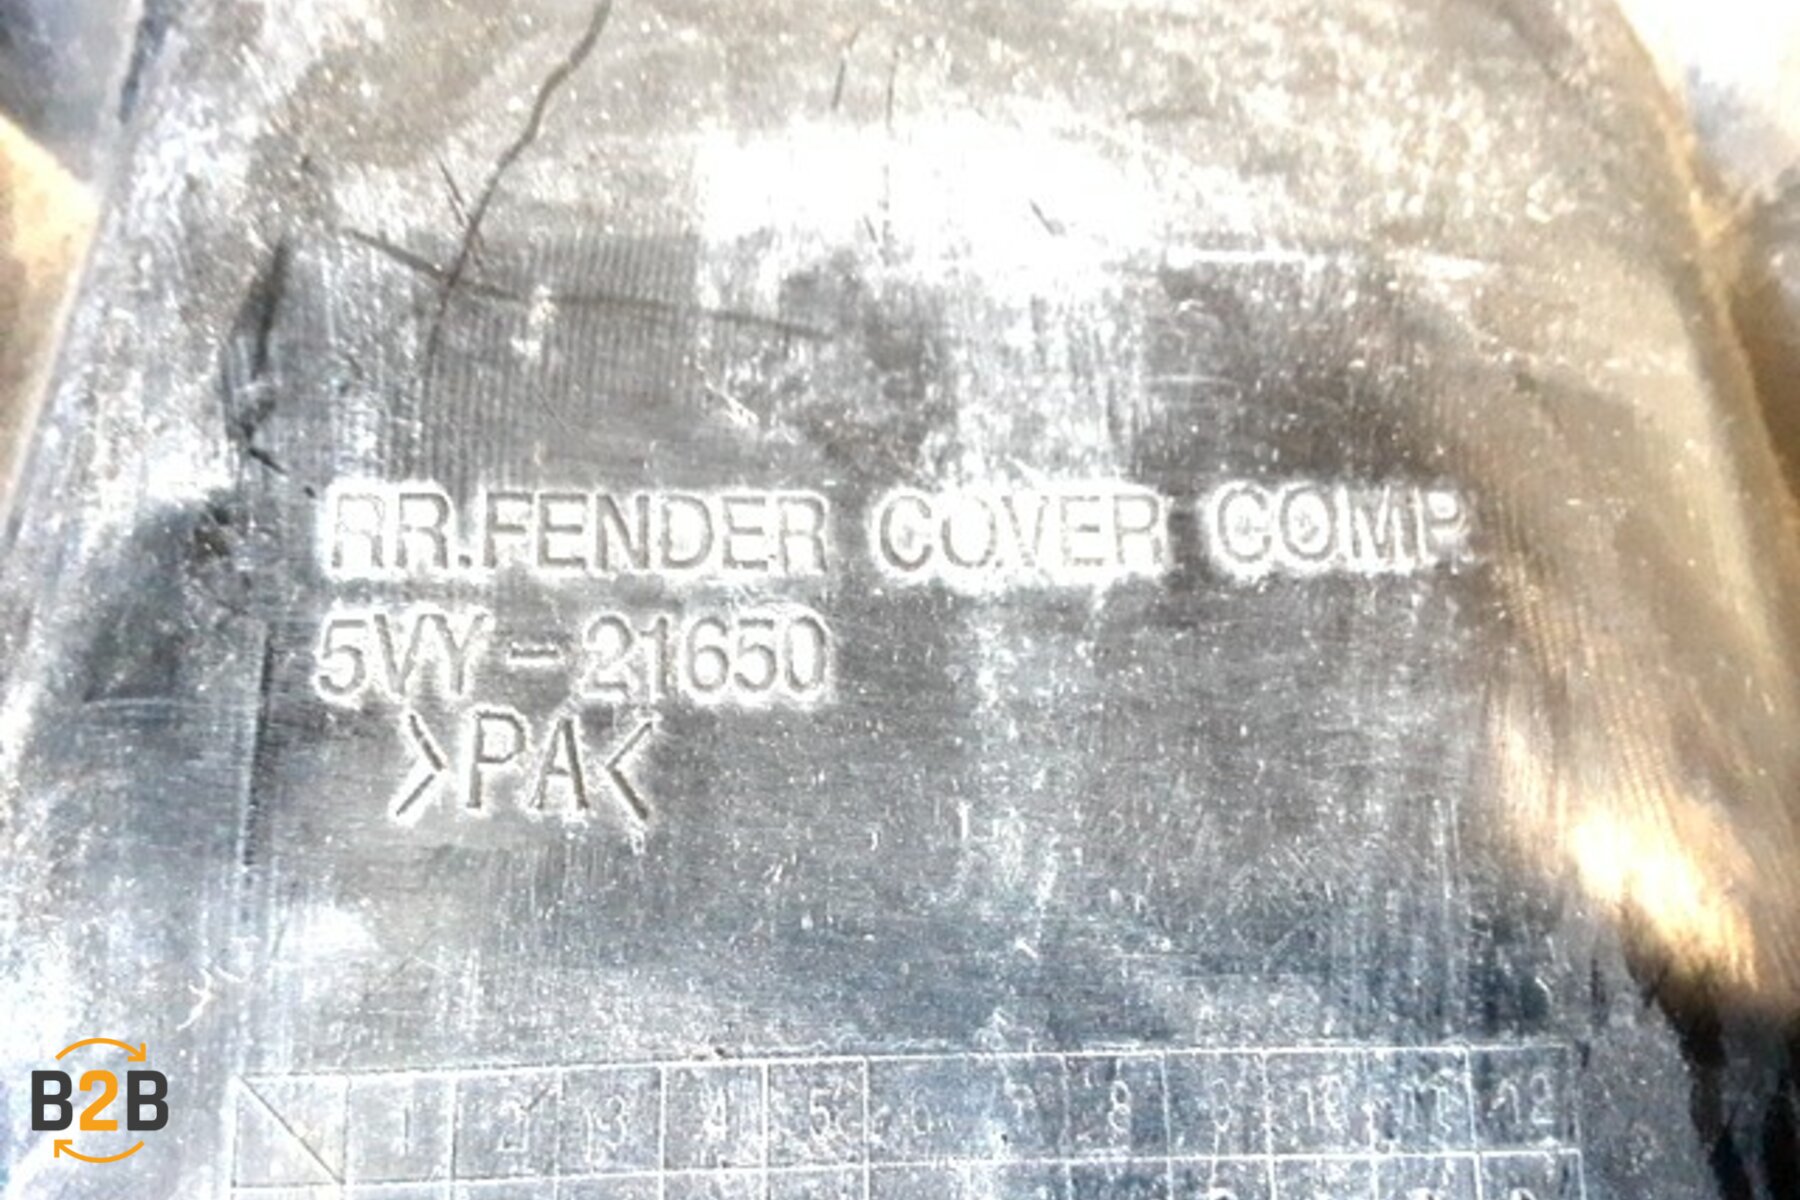 RR.FENDER COVER COMP.
5VY-21650
>PA<
1 2 3 4 5 6 7 8 9 10 11 12
B2B